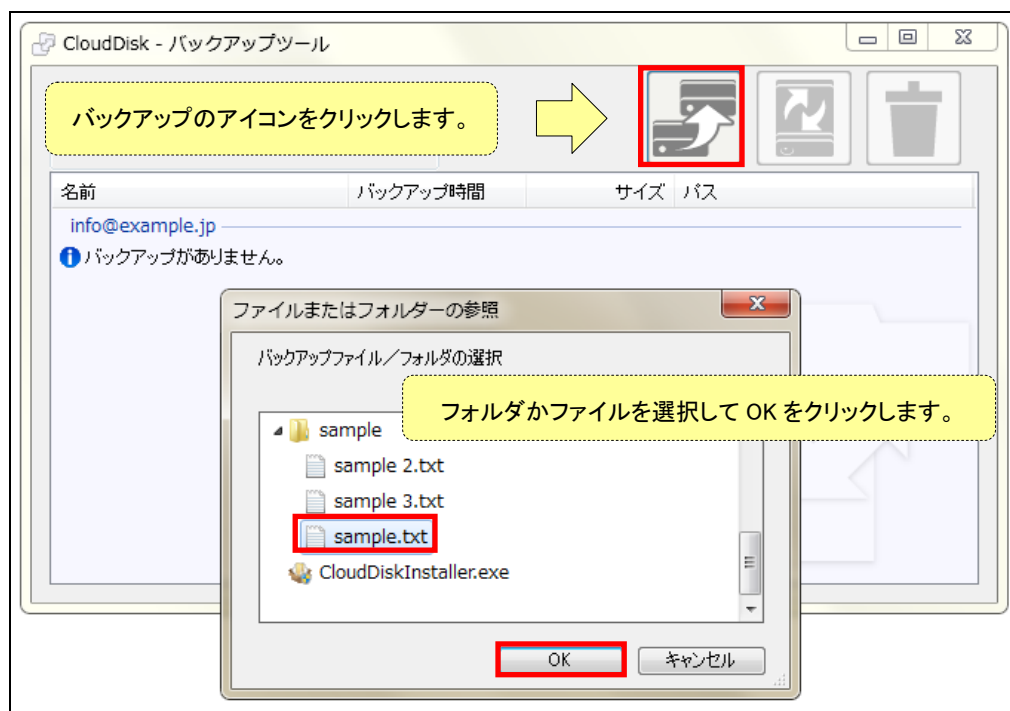 CloudDisk - バックアップツール
バックアップのアイコンをクリックします。
名前 バックアップ時間 サイズ パス
info@example.jp
バックアップがありません。
ファイルまたはフォルダーの参照
バックアップファイル／フォルダの選択
フォルダかファイルを選択して OK をクリックします。
sample
sample 2.txt
sample 3.txt
sample.txt
CloudDiskInstaller.exe
OK キャンセル